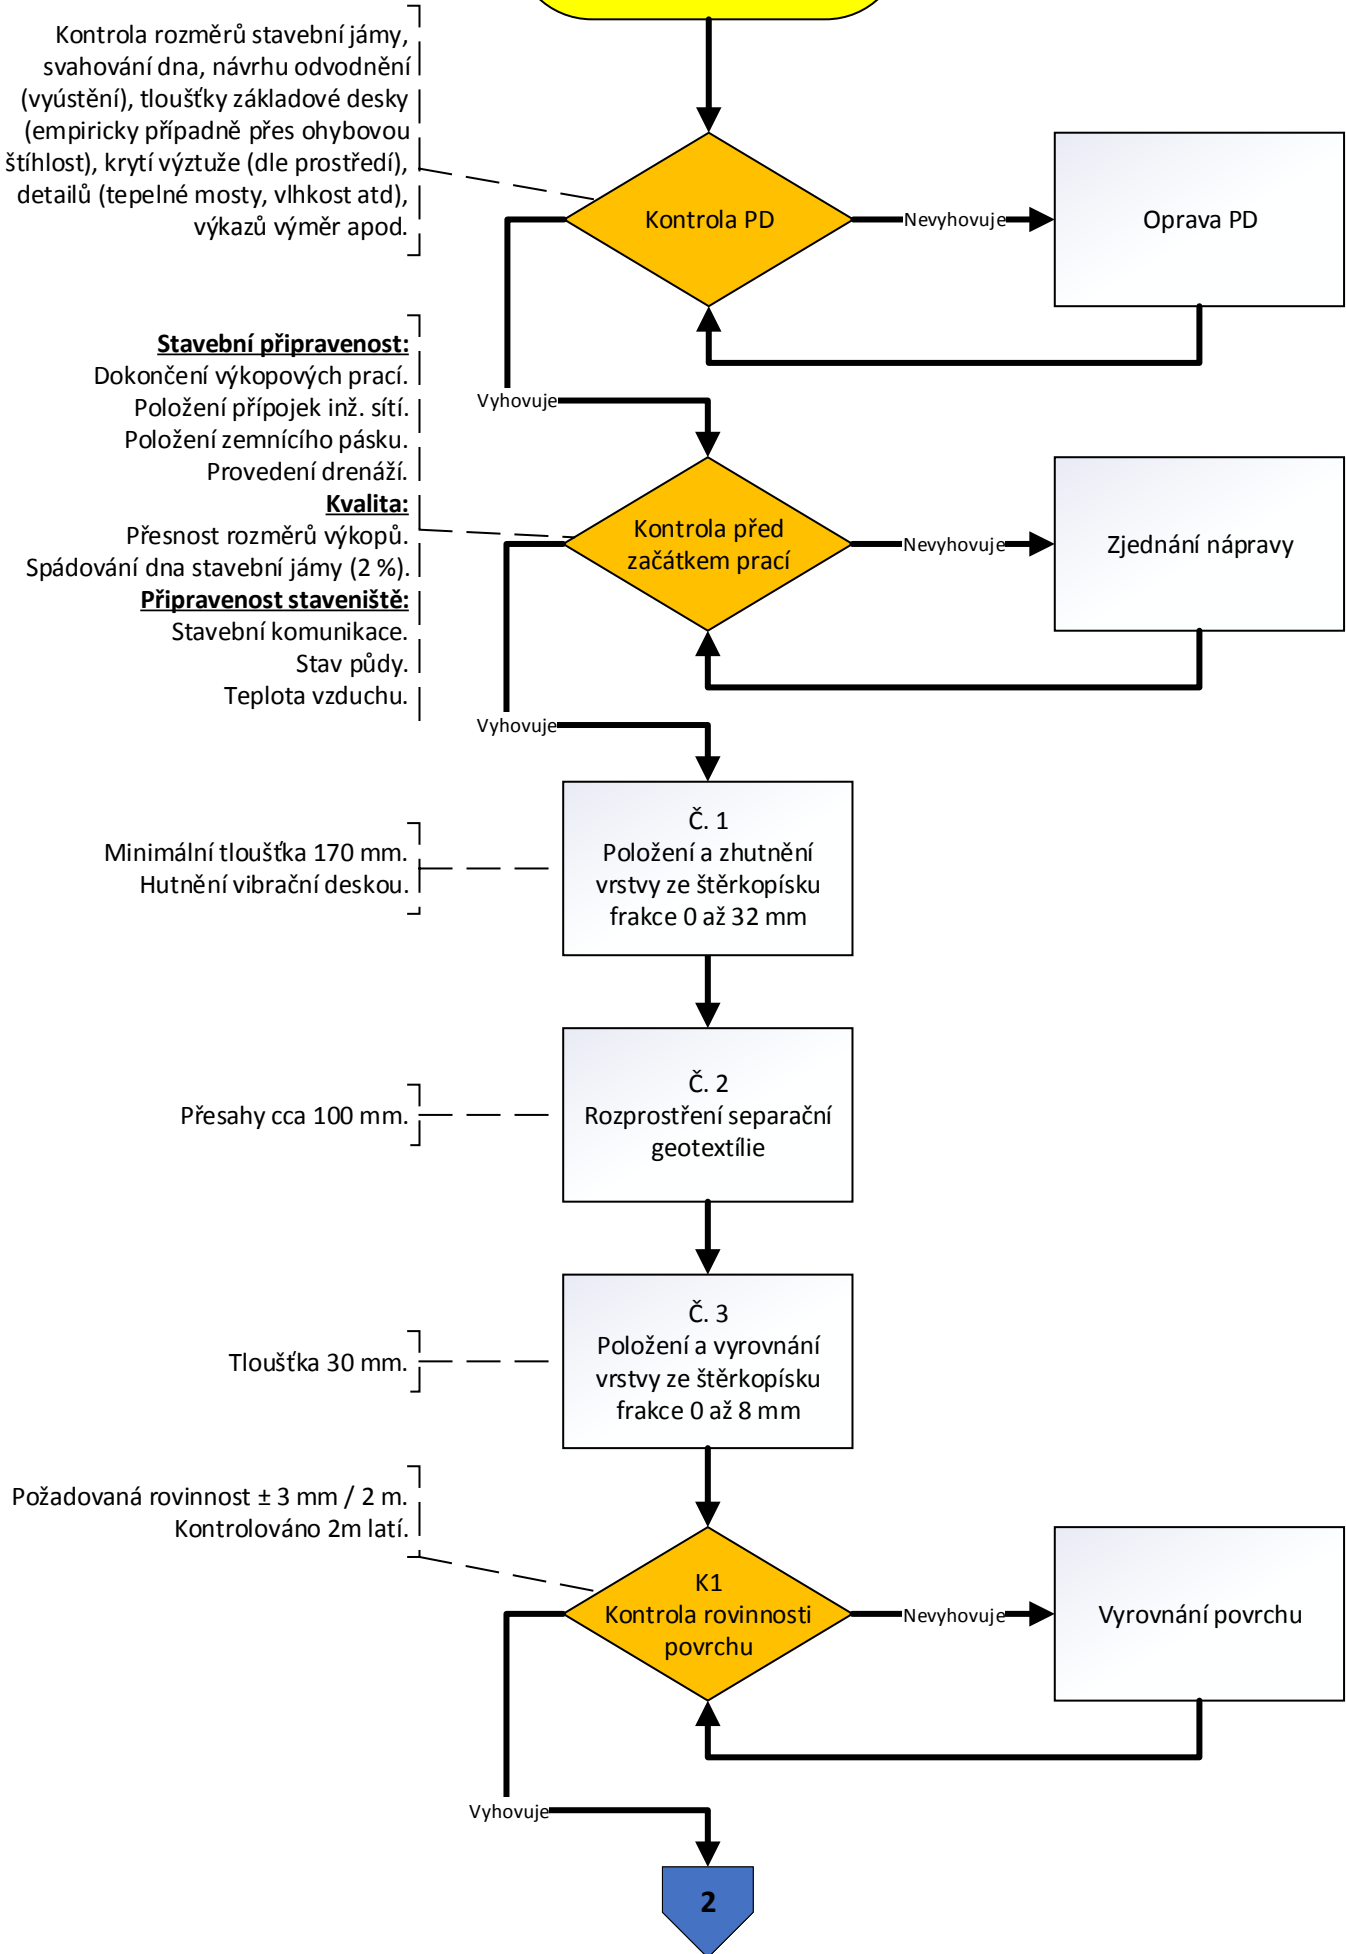 Kontrola rozměrů stavební jámy,
svahování dna, návrhu odvodnění
(vyústění), tloušťky základové desky
(empiricky případně přes ohybovou
štíhlost), krytí výztuže (dle prostředí),
detailů (tepelné mosty, vlhkost atd),
výkazů výměr apod.
Kontrola PD
Nevyhovuje
Oprava PD
Vyhovuje
Stavební připravenost:
Dokončení výkopových prací.
Položení přípojek inž. sítí.
Položení zemnícího pásku.
Provedení drenáží.
Kvalita:
Přesnost rozměrů výkopů.
Spádování dna stavební jámy (2 %).
Připravenost staveniště:
Stavební komunikace.
Stav půdy.
Teplota vzduchu.
Kontrola před
začátkem prací
Nevyhovuje
Zjednání nápravy
Vyhovuje
Minimální tloušťka 170 mm.
Hutnění vibrační deskou.
Č. 1
Položení a zhutnění
vrstvy ze štěrkopísku
frakce 0 až 32 mm
Přesahy cca 100 mm.
Č. 2
Rozprostření separační
geotextílie
Tloušťka 30 mm.
Č. 3
Položení a vyrovnání
vrstvy ze štěrkopísku
frakce 0 až 8 mm
Požadovaná rovinnost ± 3 mm / 2 m.
Kontrolováno 2m latí.
K1
Kontrola rovinnosti
povrchu
Nevyhovuje
Vyrovnání povrchu
Vyhovuje
2